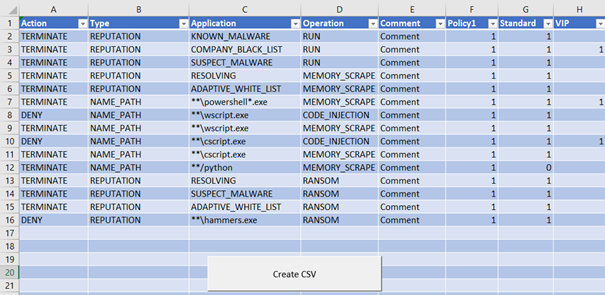 A B C D E F G H
1 Action Type Application Operation Comment Policy1 Standard VIP
2 TERMINATE REPUTATION KNOWN_MALWARE RUN Comment 1 1
3 TERMINATE REPUTATION COMPANY_BLACK_LIST RUN Comment 1 1 1
4 TERMINATE REPUTATION SUSPECT_MALWARE RUN Comment 1 1
5 TERMINATE REPUTATION RESOLVING MEMORY_SCRAPE Comment 1 1
6 TERMINATE REPUTATION ADAPTIVE_WHITE_LIST MEMORY_SCRAPE Comment 1 1
7 TERMINATE NAME_PATH **\powershell*.exe MEMORY_SCRAPE Comment 1 1 1
8 DENY NAME_PATH **\wscript.exe CODE_INJECTION Comment 1 1
9 TERMINATE NAME_PATH **\wscript.exe MEMORY_SCRAPE Comment 1 1
10 DENY NAME_PATH **\cscript.exe CODE_INJECTION Comment 1 1 1
11 TERMINATE NAME_PATH **\cscript.exe MEMORY_SCRAPE Comment 1 1
12 TERMINATE NAME_PATH **/python MEMORY_SCRAPE Comment 1 0
13 TERMINATE REPUTATION RESOLVING RANSOM Comment 1 1
14 TERMINATE REPUTATION SUSPECT_MALWARE RANSOM Comment 1 1
15 TERMINATE REPUTATION ADAPTIVE_WHITE_LIST RANSOM Comment 1 1
16 DENY REPUTATION **\hammers.exe RANSOM Comment 1 1
17
18
19
20 Create CSV
21